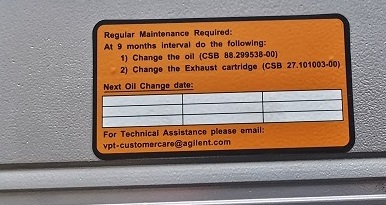 Regular Maintenance Required:
At 9 months interval do the following:
1) Change the oil (CSB 88.299538-00)
2) Change the Exhaust cartridge (CSB 27.101003-00)
Next Oil Change date:
For Technical Assistance please email:
vpt-customercare@agilent.com